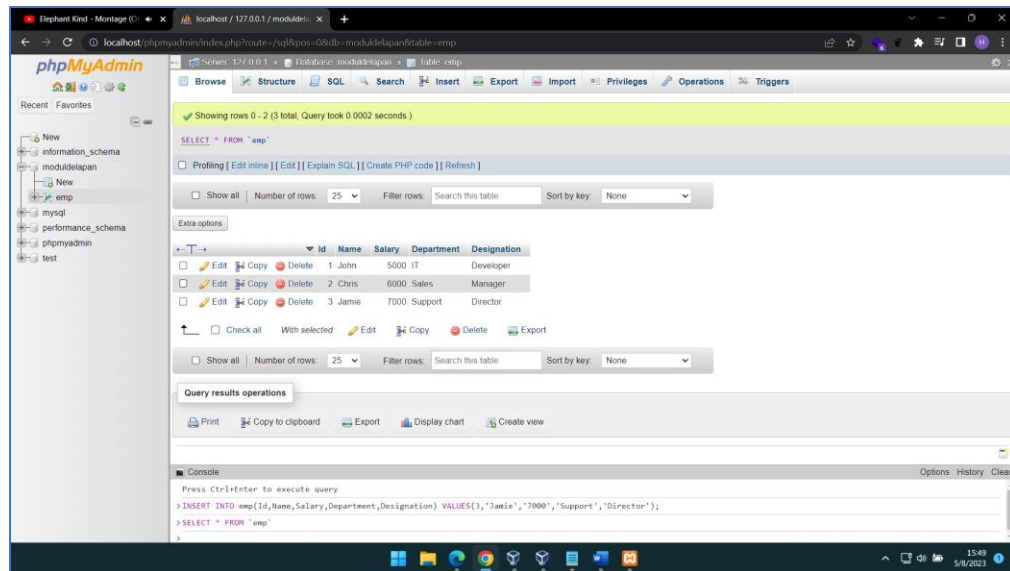 Elephant Kind - Montage (O
localhost / 127.0.0.1 / moduldel
localhost/phpmyadmin/index.php?route=/sql&pos=0&db=moduldelapan&table=emp
H
phpMyAdmin
Recent Favorites
New
information_schema
moduldelapan
New
emp
mysql
performance_schema
phpmyadmin
test
Server: 127.0.0.1 » Database: moduldelapan » Table: emp
Browse Structure SQL Search Insert Export Import Privileges Operations Triggers
Showing rows 0 - 2 (3 total, Query took 0.0002 seconds.)
SELECT * FROM `emp`
Profiling [ Edit inline ] [ Edit ] [ Explain SQL ] [ Create PHP code ] [ Refresh ]
Show all Number of rows: 25 Filter rows: Search this table Sort by key: None
Extra options
Id Name Salary Department Designation
Edit Copy Delete 1 John 5000 IT Developer
Edit Copy Delete 2 Chris 6000 Sales Manager
Edit Copy Delete 3 Jamie 7000 Support Director
Check all With selected: Edit Copy Delete Export
Show all Number of rows: 25 Filter rows: Search this table Sort by key: None
Query results operations
Print Copy to clipboard Export Display chart Create view
Console Options History Clea
Press Ctrl+Enter to execute query
>INSERT INTO emp(Id,Name,Salary,Department,Designation) VALUES(3,'Jamie','7000','Support','Director');
>SELECT * FROM `emp`
>
15:49
5/8/2023